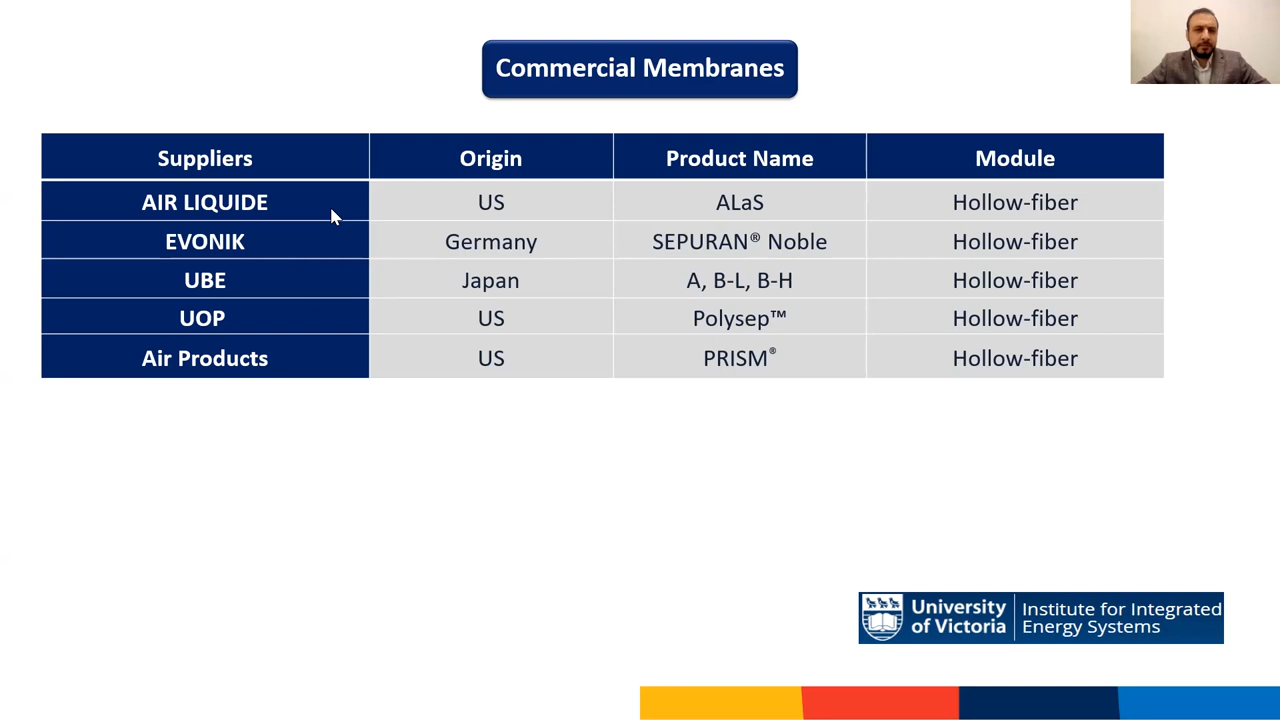 Commercial Membranes
Suppliers Origin Product Name Module
AIR LIQUIDE US ALaS Hollow-fiber
EVONIK Germany SEPURAN® Noble Hollow-fiber
UBE Japan A, B-L, B-H Hollow-fiber
UOP US Polysep™ Hollow-fiber
Air Products US PRISM® Hollow-fiber
University of Victoria
Institute for Integrated Energy Systems